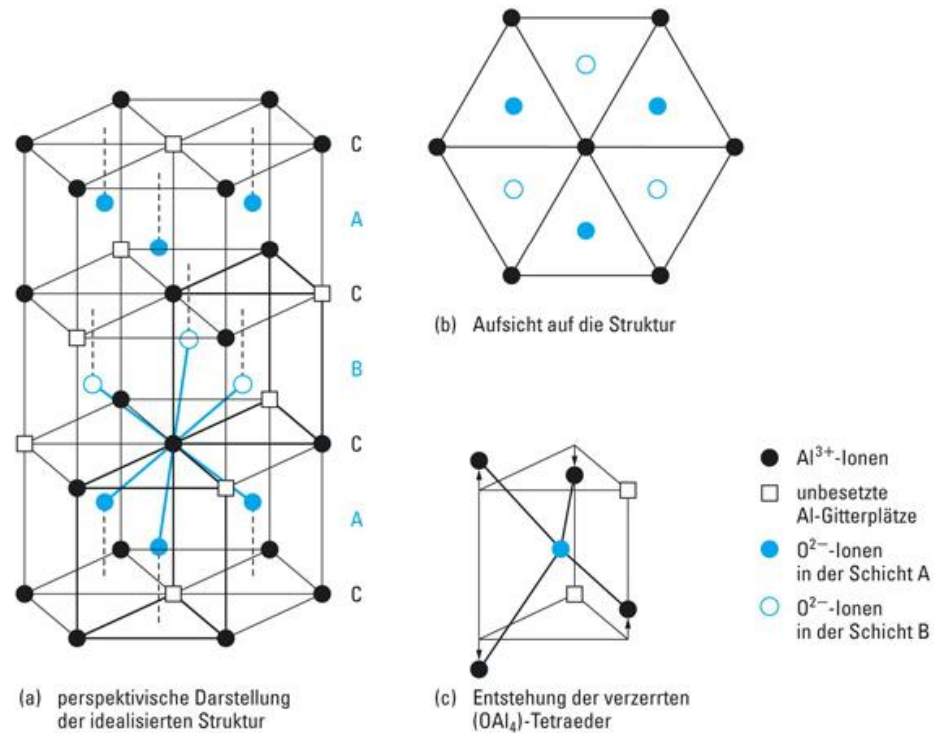 C
A
C
B
C
A
C
(a) perspektivische Darstellung
der idealisierten Struktur
(b) Aufsicht auf die Struktur
(c) Entstehung der verzerrten
(OAl₄)-Tetraeder
Al³⁺-Ionen
unbesetzte
Al-Gitterplätze
O²⁻-Ionen
in der Schicht A
O²⁻-Ionen
in der Schicht B